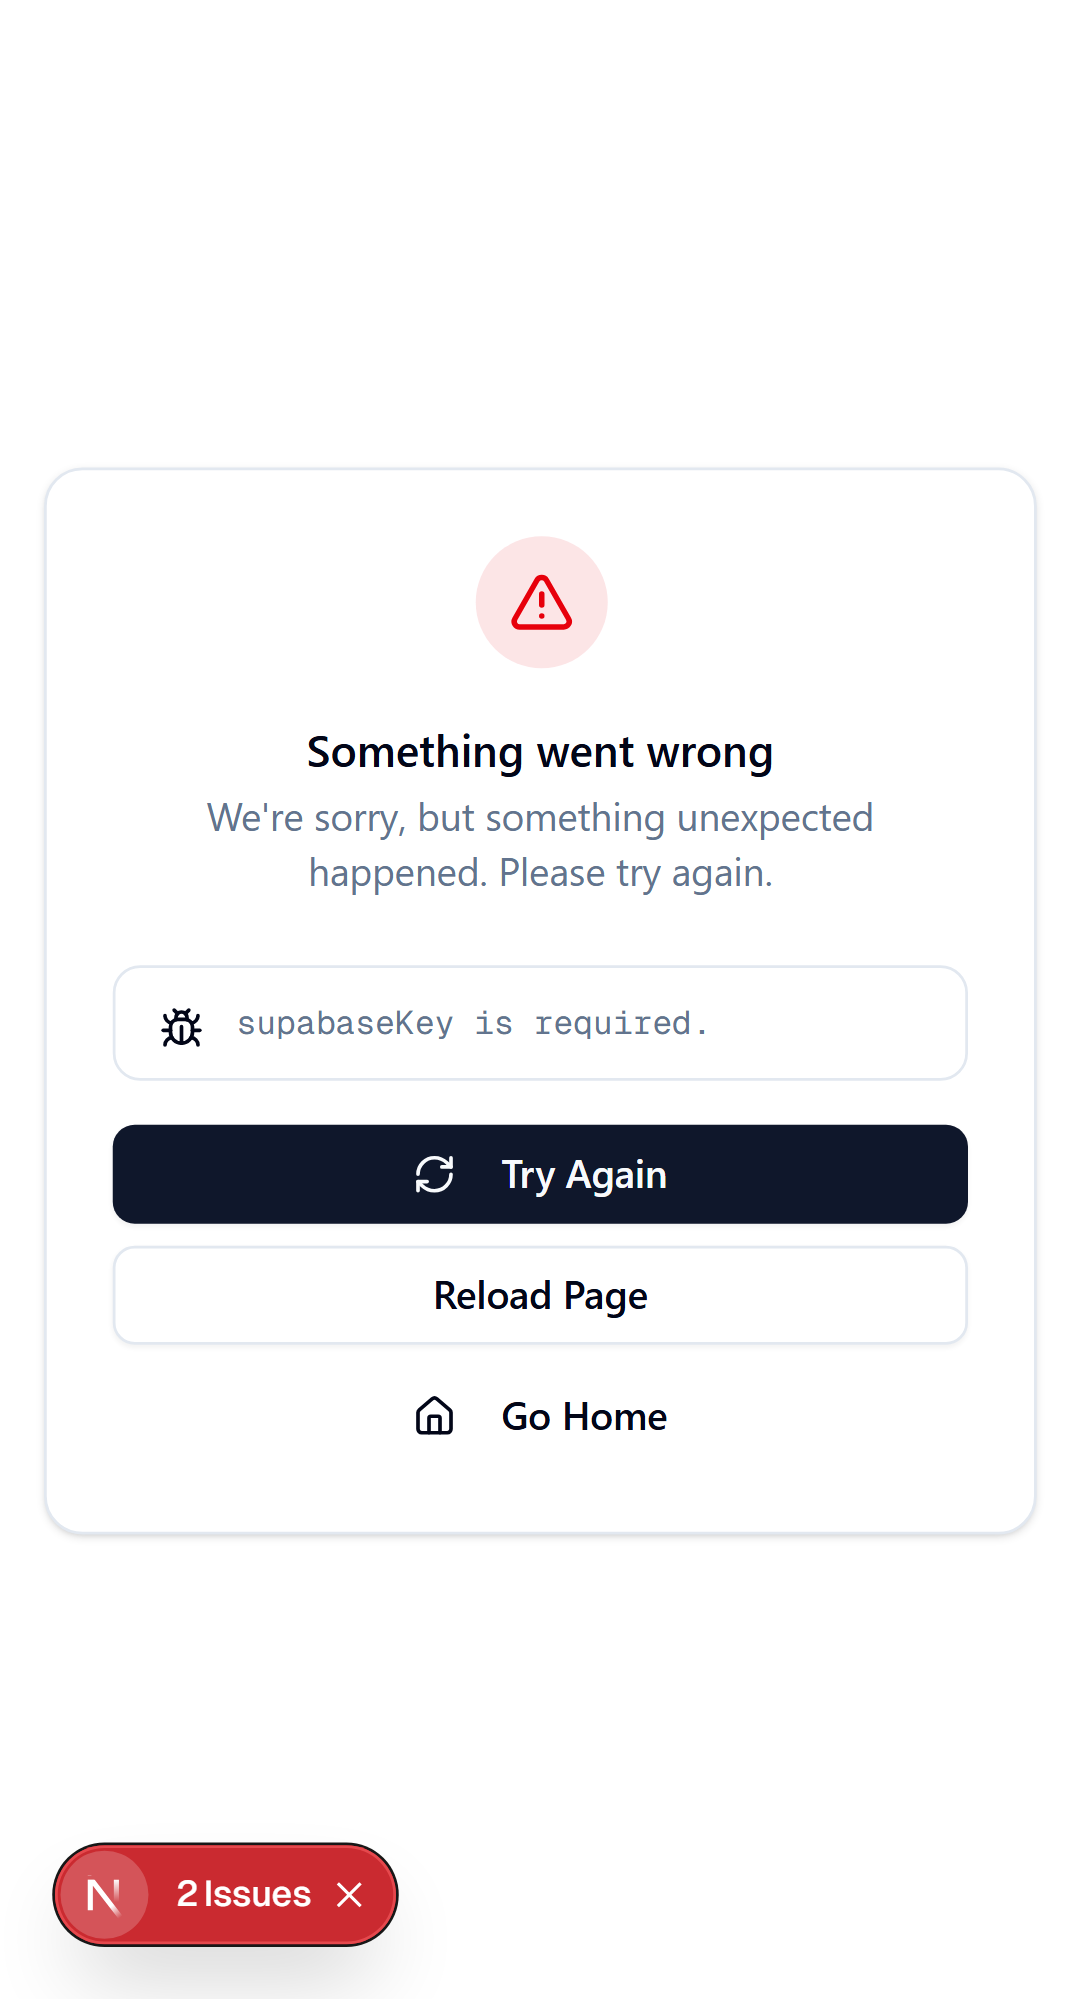 Something went wrong
We're sorry, but something unexpected
happened. Please try again.
supabaseKey is required.
Try Again
Reload Page
Go Home
N 2 Issues